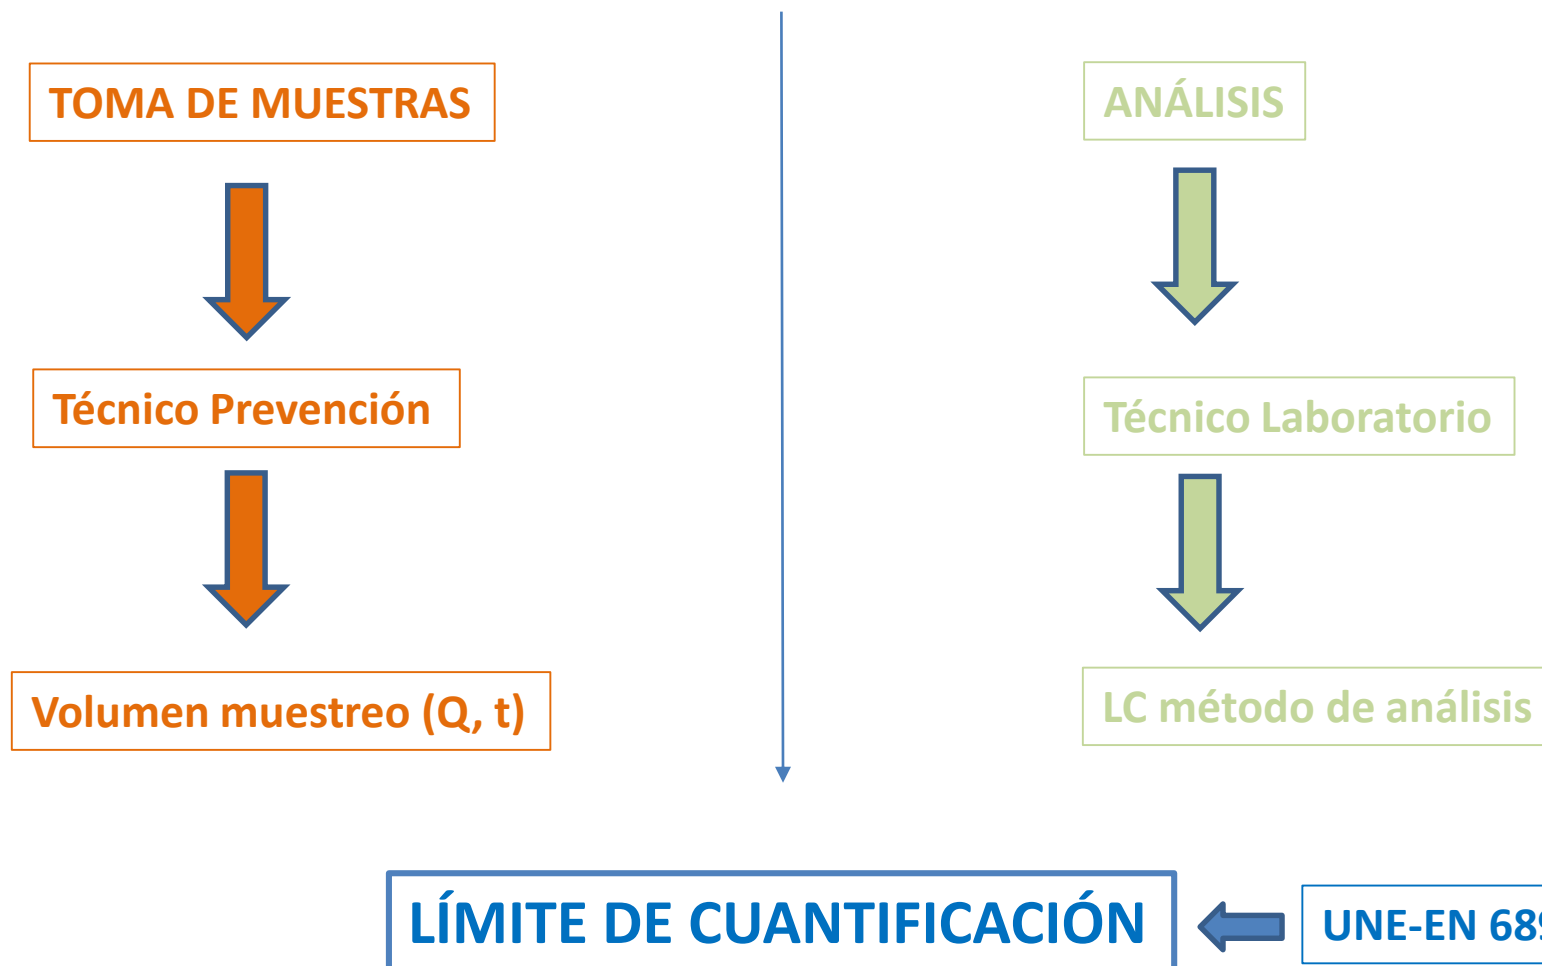 TOMA DE MUESTRAS
Técnico Prevención
Volumen muestreo (Q, t)
ANÁLISIS
Técnico Laboratorio
LC método de análisis
LÍMITE DE CUANTIFICACIÓN
UNE-EN